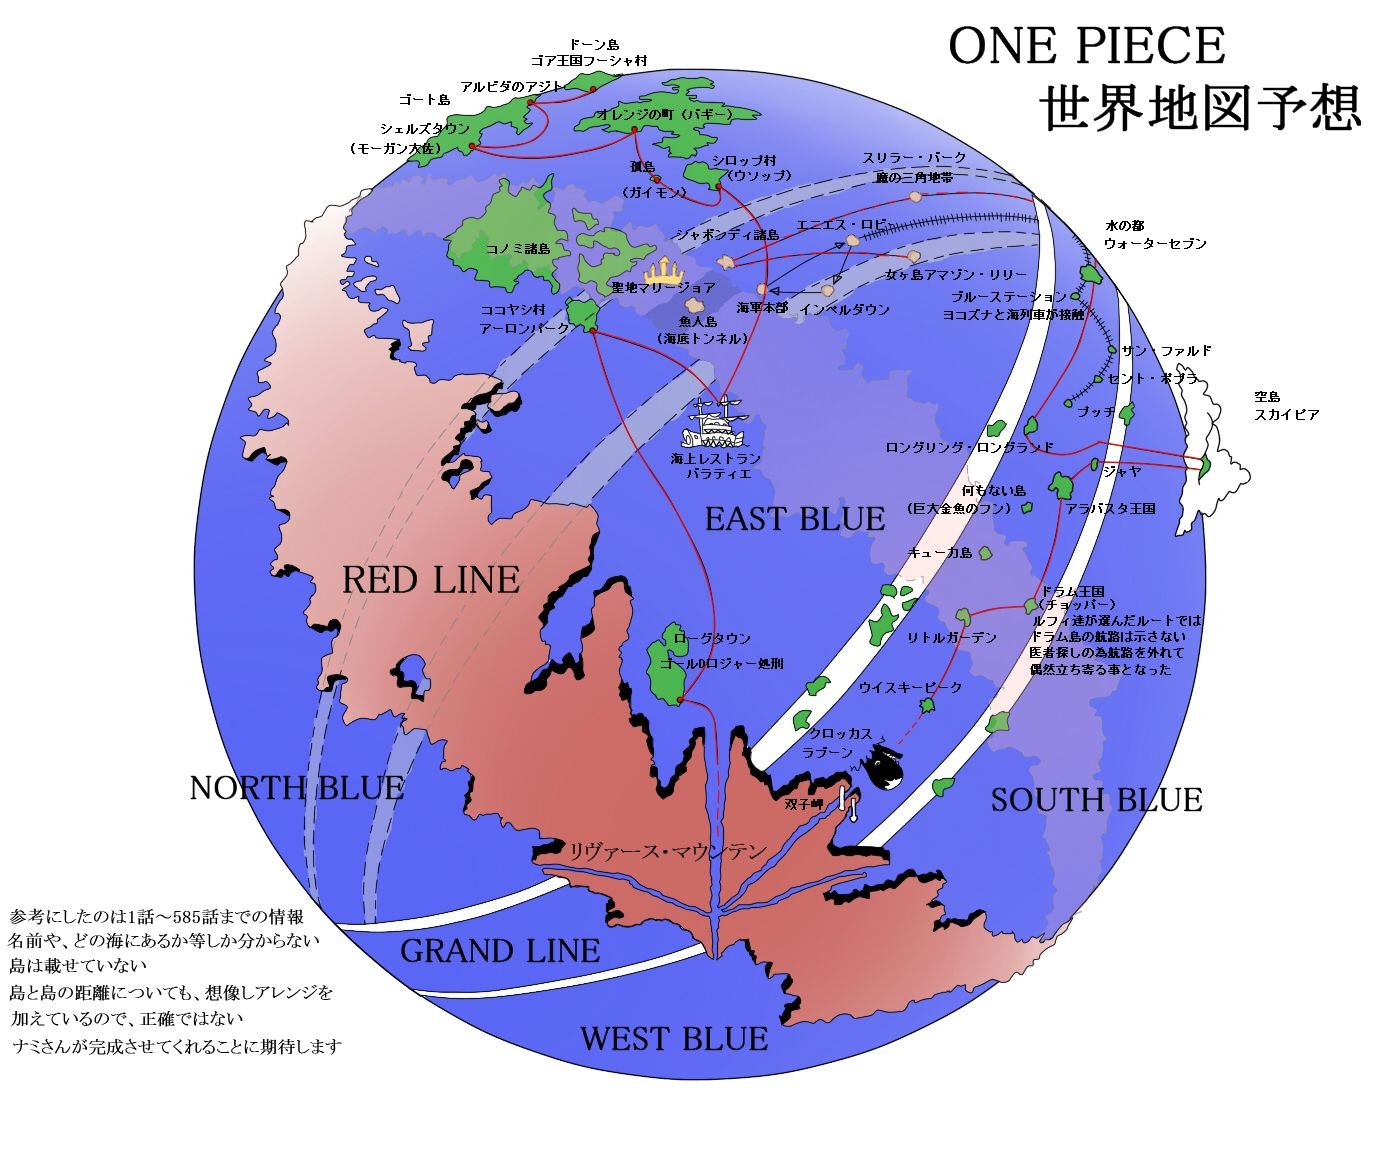 ONE PIECE
世界地図予想
ドーン島
ゴア王国フーシャ村
アルビダのアジト
ゴート島
シェルズタウン
(モーガン大佐)
オレンジの町 (バギー)
孤島
(ガイモン)
シロップ村
(ウソップ)
スリラー・バーク
魔の三角地帯
コノミ諸島
シャボンディ諸島
エニエス・ロビー
水の都
ウォーターセブン
聖地マリージョア
女ヶ島アマゾン・リリー
ココヤシ村
アーロンパーク
魚人島
(海底トンネル)
海軍本部
インペルダウン
ブルーステーション
ヨコズナと海列車が接触
サン・ファルド
セント・ポプラ
プッチ
空島
スカイピア
海上レストラン
バラティエ
ロングリング・ロングランド
ジャヤ
何もない島
(巨大金魚のフン)
アラバスタ王国
EAST BLUE
キューカ島
RED LINE
ドラム王国
(チョッパー)
ルフィ達が選んだルートでは
ドラム島の航路は示さない
医者探しの為航路を外れて
偶然立ち寄る事となった
リトルガーデン
ローグタウン
ゴールDロジャー処刑
ウイスキーピーク
クロッカス
ラブーン
双子岬
NORTH BLUE
SOUTH BLUE
リヴァース・マウンテン
GRAND LINE
WEST BLUE
参考にしたのは1話〜585話までの情報
名前や、どの海にあるか等しか分からない
島は載せていない
島と島の距離についても、想像しアレンジを
加えているので、正確ではない
ナミさんが完成させてくれることに期待します